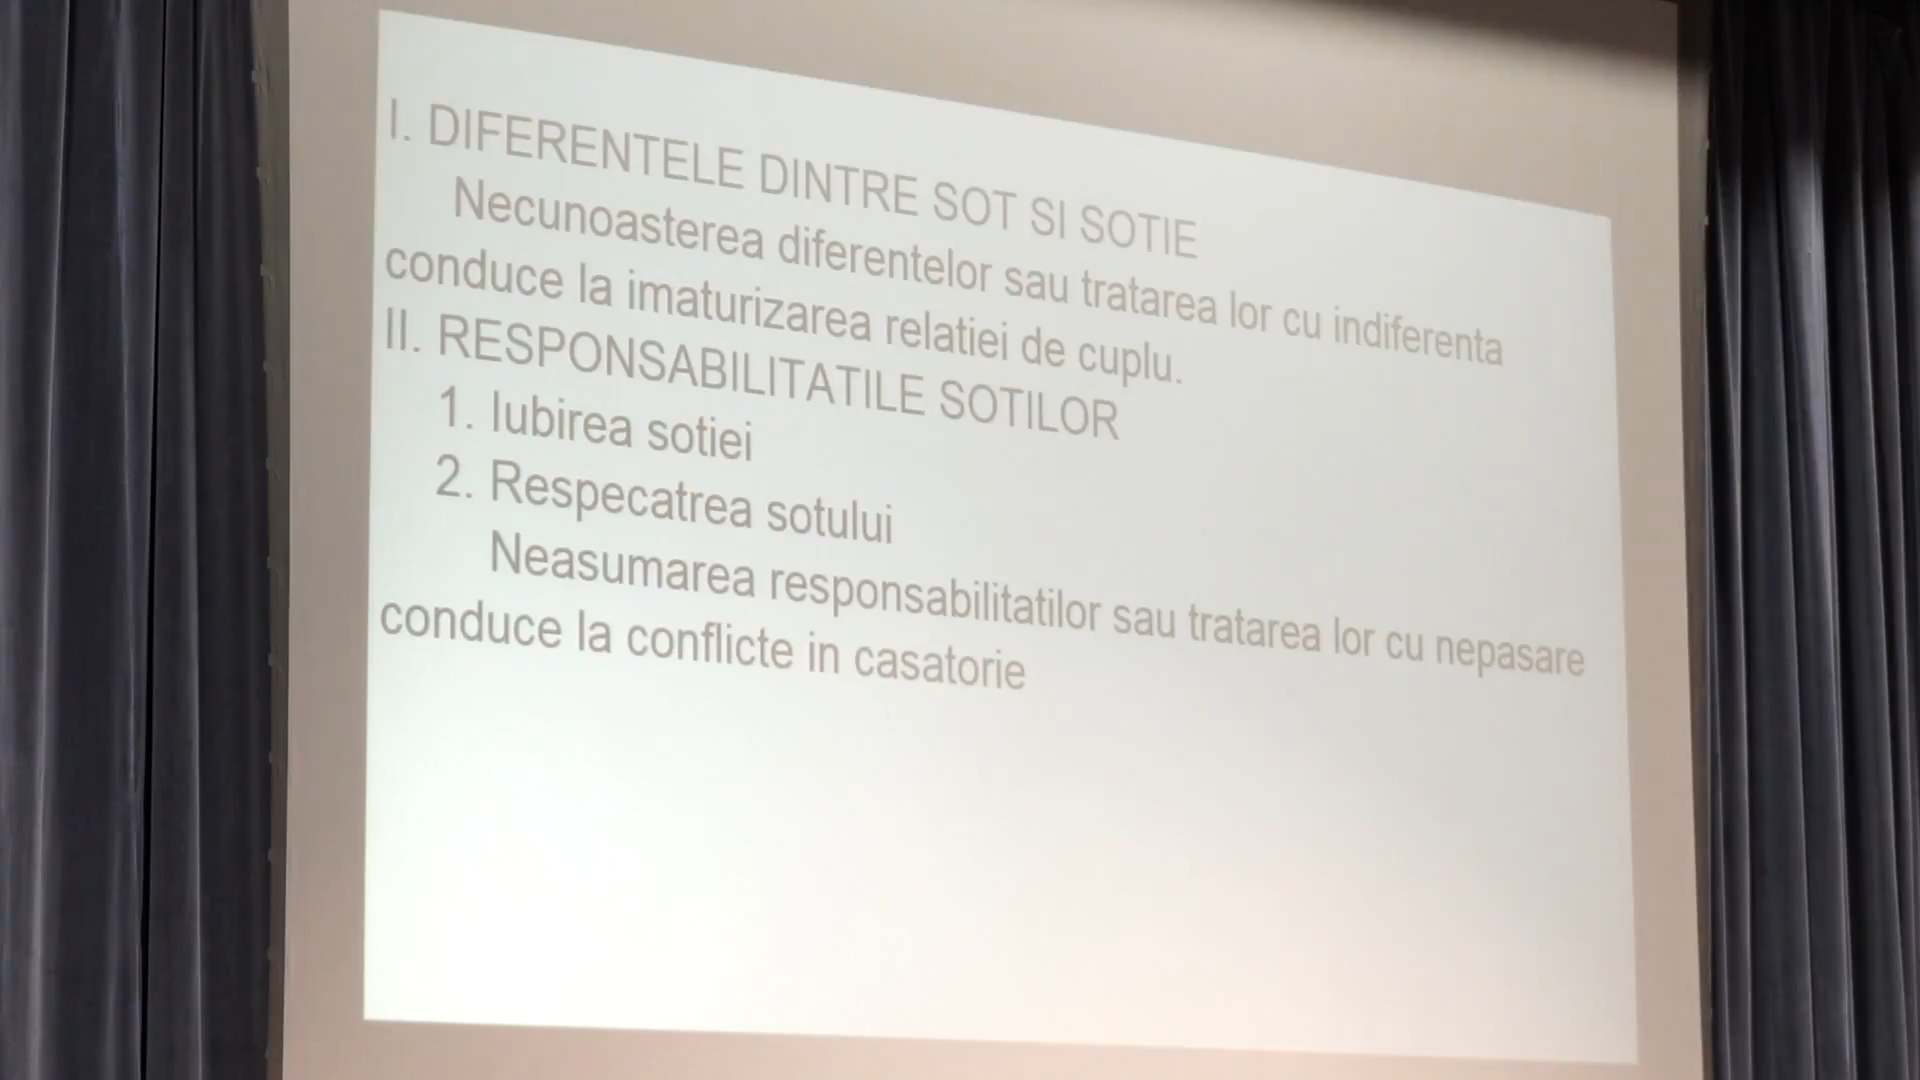 I. DIFERENTELE DINTRE SOT SI SOTIE
Necunoasterea diferentelor sau tratarea lor cu indiferenta
conduce la imaturizarea relatiei de cuplu.
II. RESPONSABILITATILE SOTILOR
1. Iubirea sotiei
2. Respecatrea sotului
Neasumarea responsabilitatilor sau tratarea lor cu nepasare
conduce la conflicte in casatorie